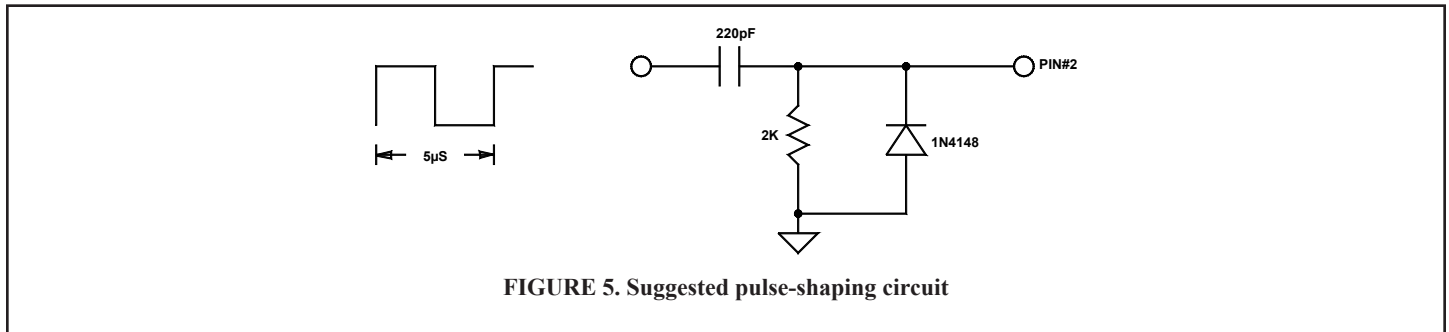 220pF
PIN#2
2K
1N4148
5µS
FIGURE 5. Suggested pulse-shaping circuit